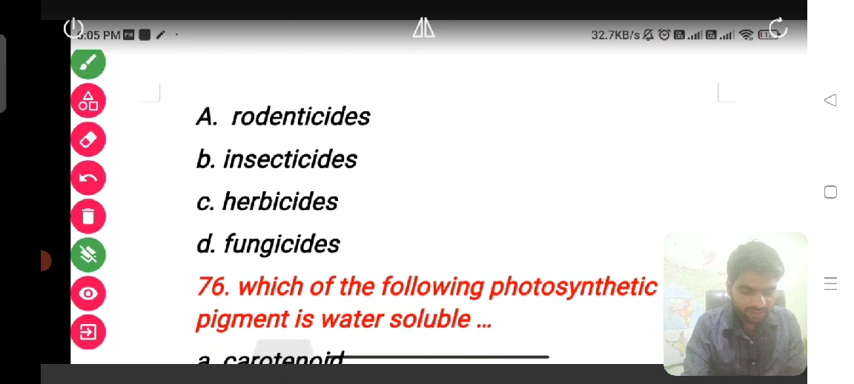 5:05 PM
32.7KB/s
A. rodenticides
b. insecticides
c. herbicides
d. fungicides
76. which of the following photosynthetic
pigment is water soluble ...
a. carotenoid